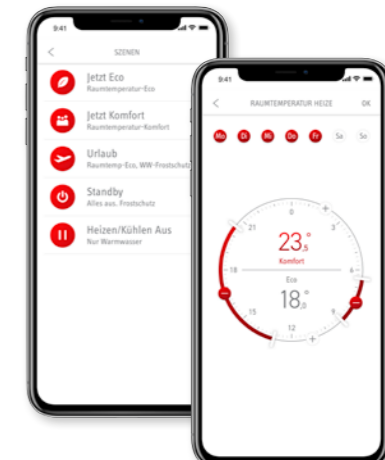 9:41
SZENEN
Jetzt Eco
Raumtemperatur-Eco
Jetzt Komfort
Raumtemperatur-Komfort
Urlaub
Raumtemp-Eco, WW-Frostschutz
Standby
Alles aus, Frostschutz
Heizen/Kühlen Aus
Nur Warmwasser
9:41
RAUMTEMPERATUR HEIZE
OK
Mo Di Mi Do Fr Sa So
0
21
3
23,5°
Komfort
18
6
Eco
18,0°
15
9
12